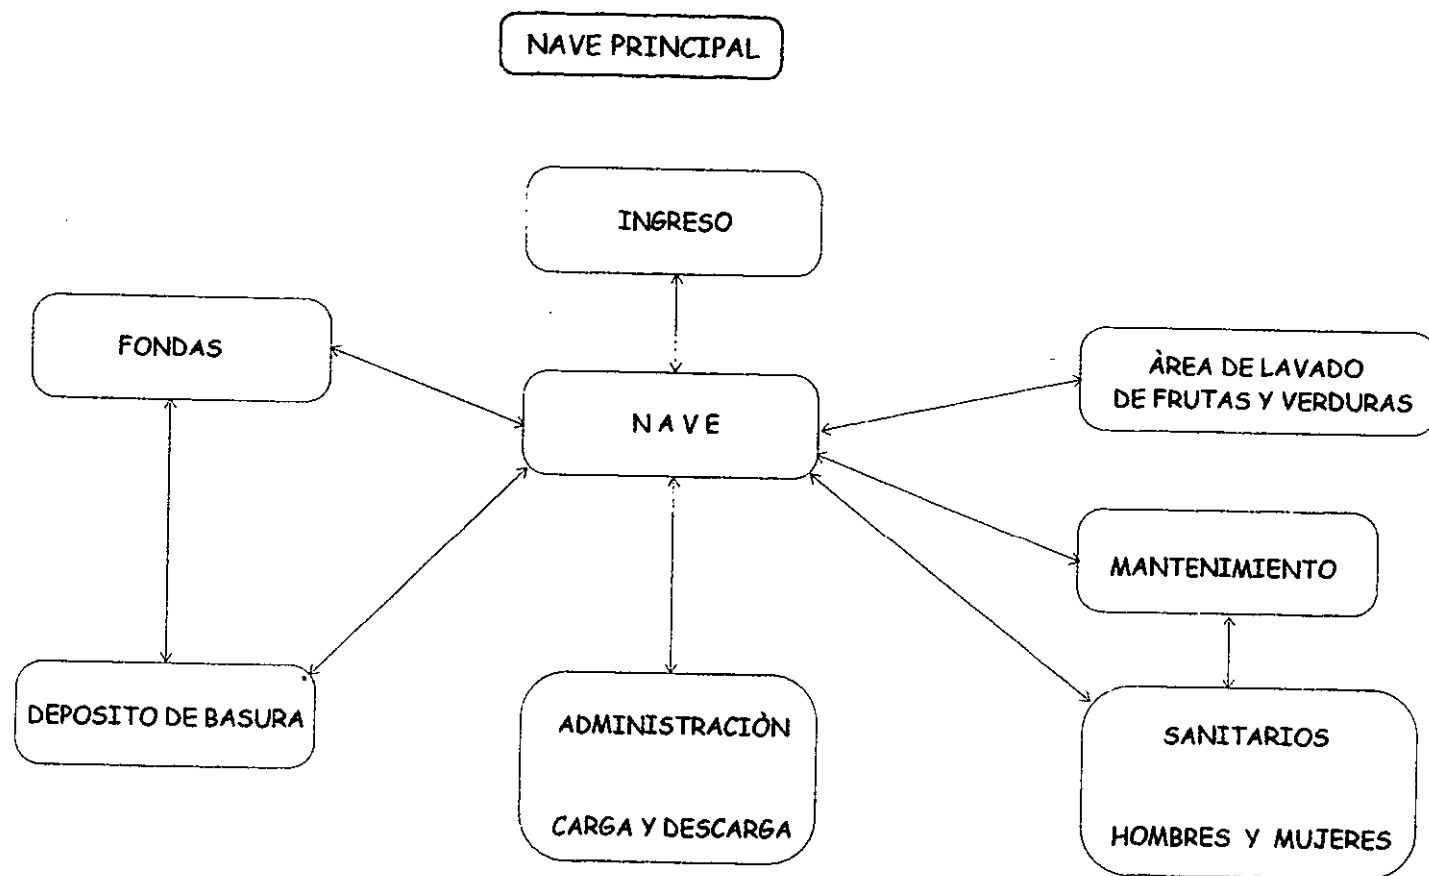 NAVE PRINCIPAL
INGRESO
FONDAS
N A V E
ÀREA DE LAVADO
DE FRUTAS Y VERDURAS
MANTENIMIENTO
DEPOSITO DE BASURA
ADMINISTRACIÒN
CARGA Y DESCARGA
SANITARIOS
HOMBRES Y MUJERES